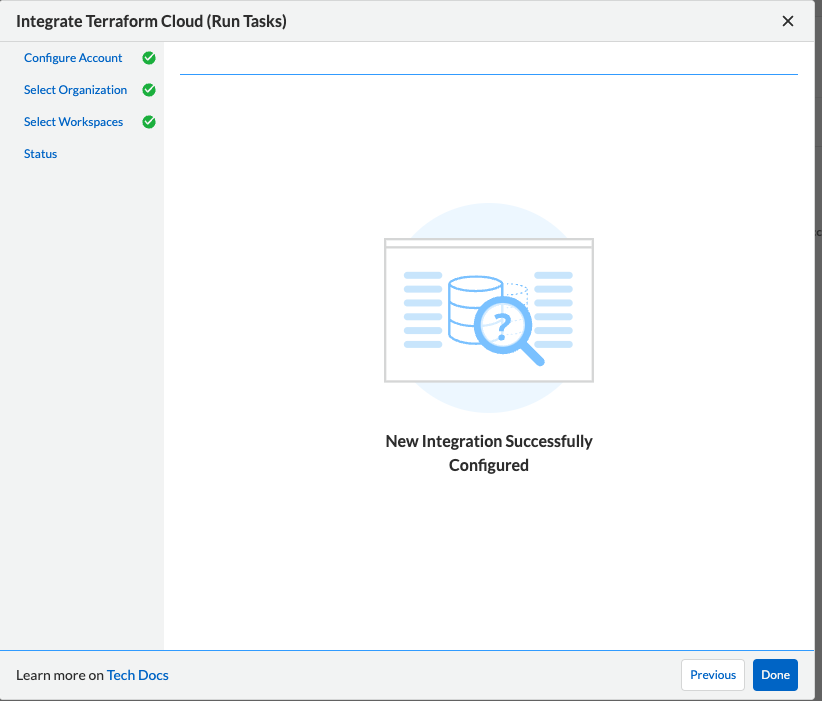 Integrate Terraform Cloud (Run Tasks)
Configure Account
Select Organization
Select Workspaces
Status
?
New Integration Successfully
Configured
Learn more on Tech Docs
Previous
Done